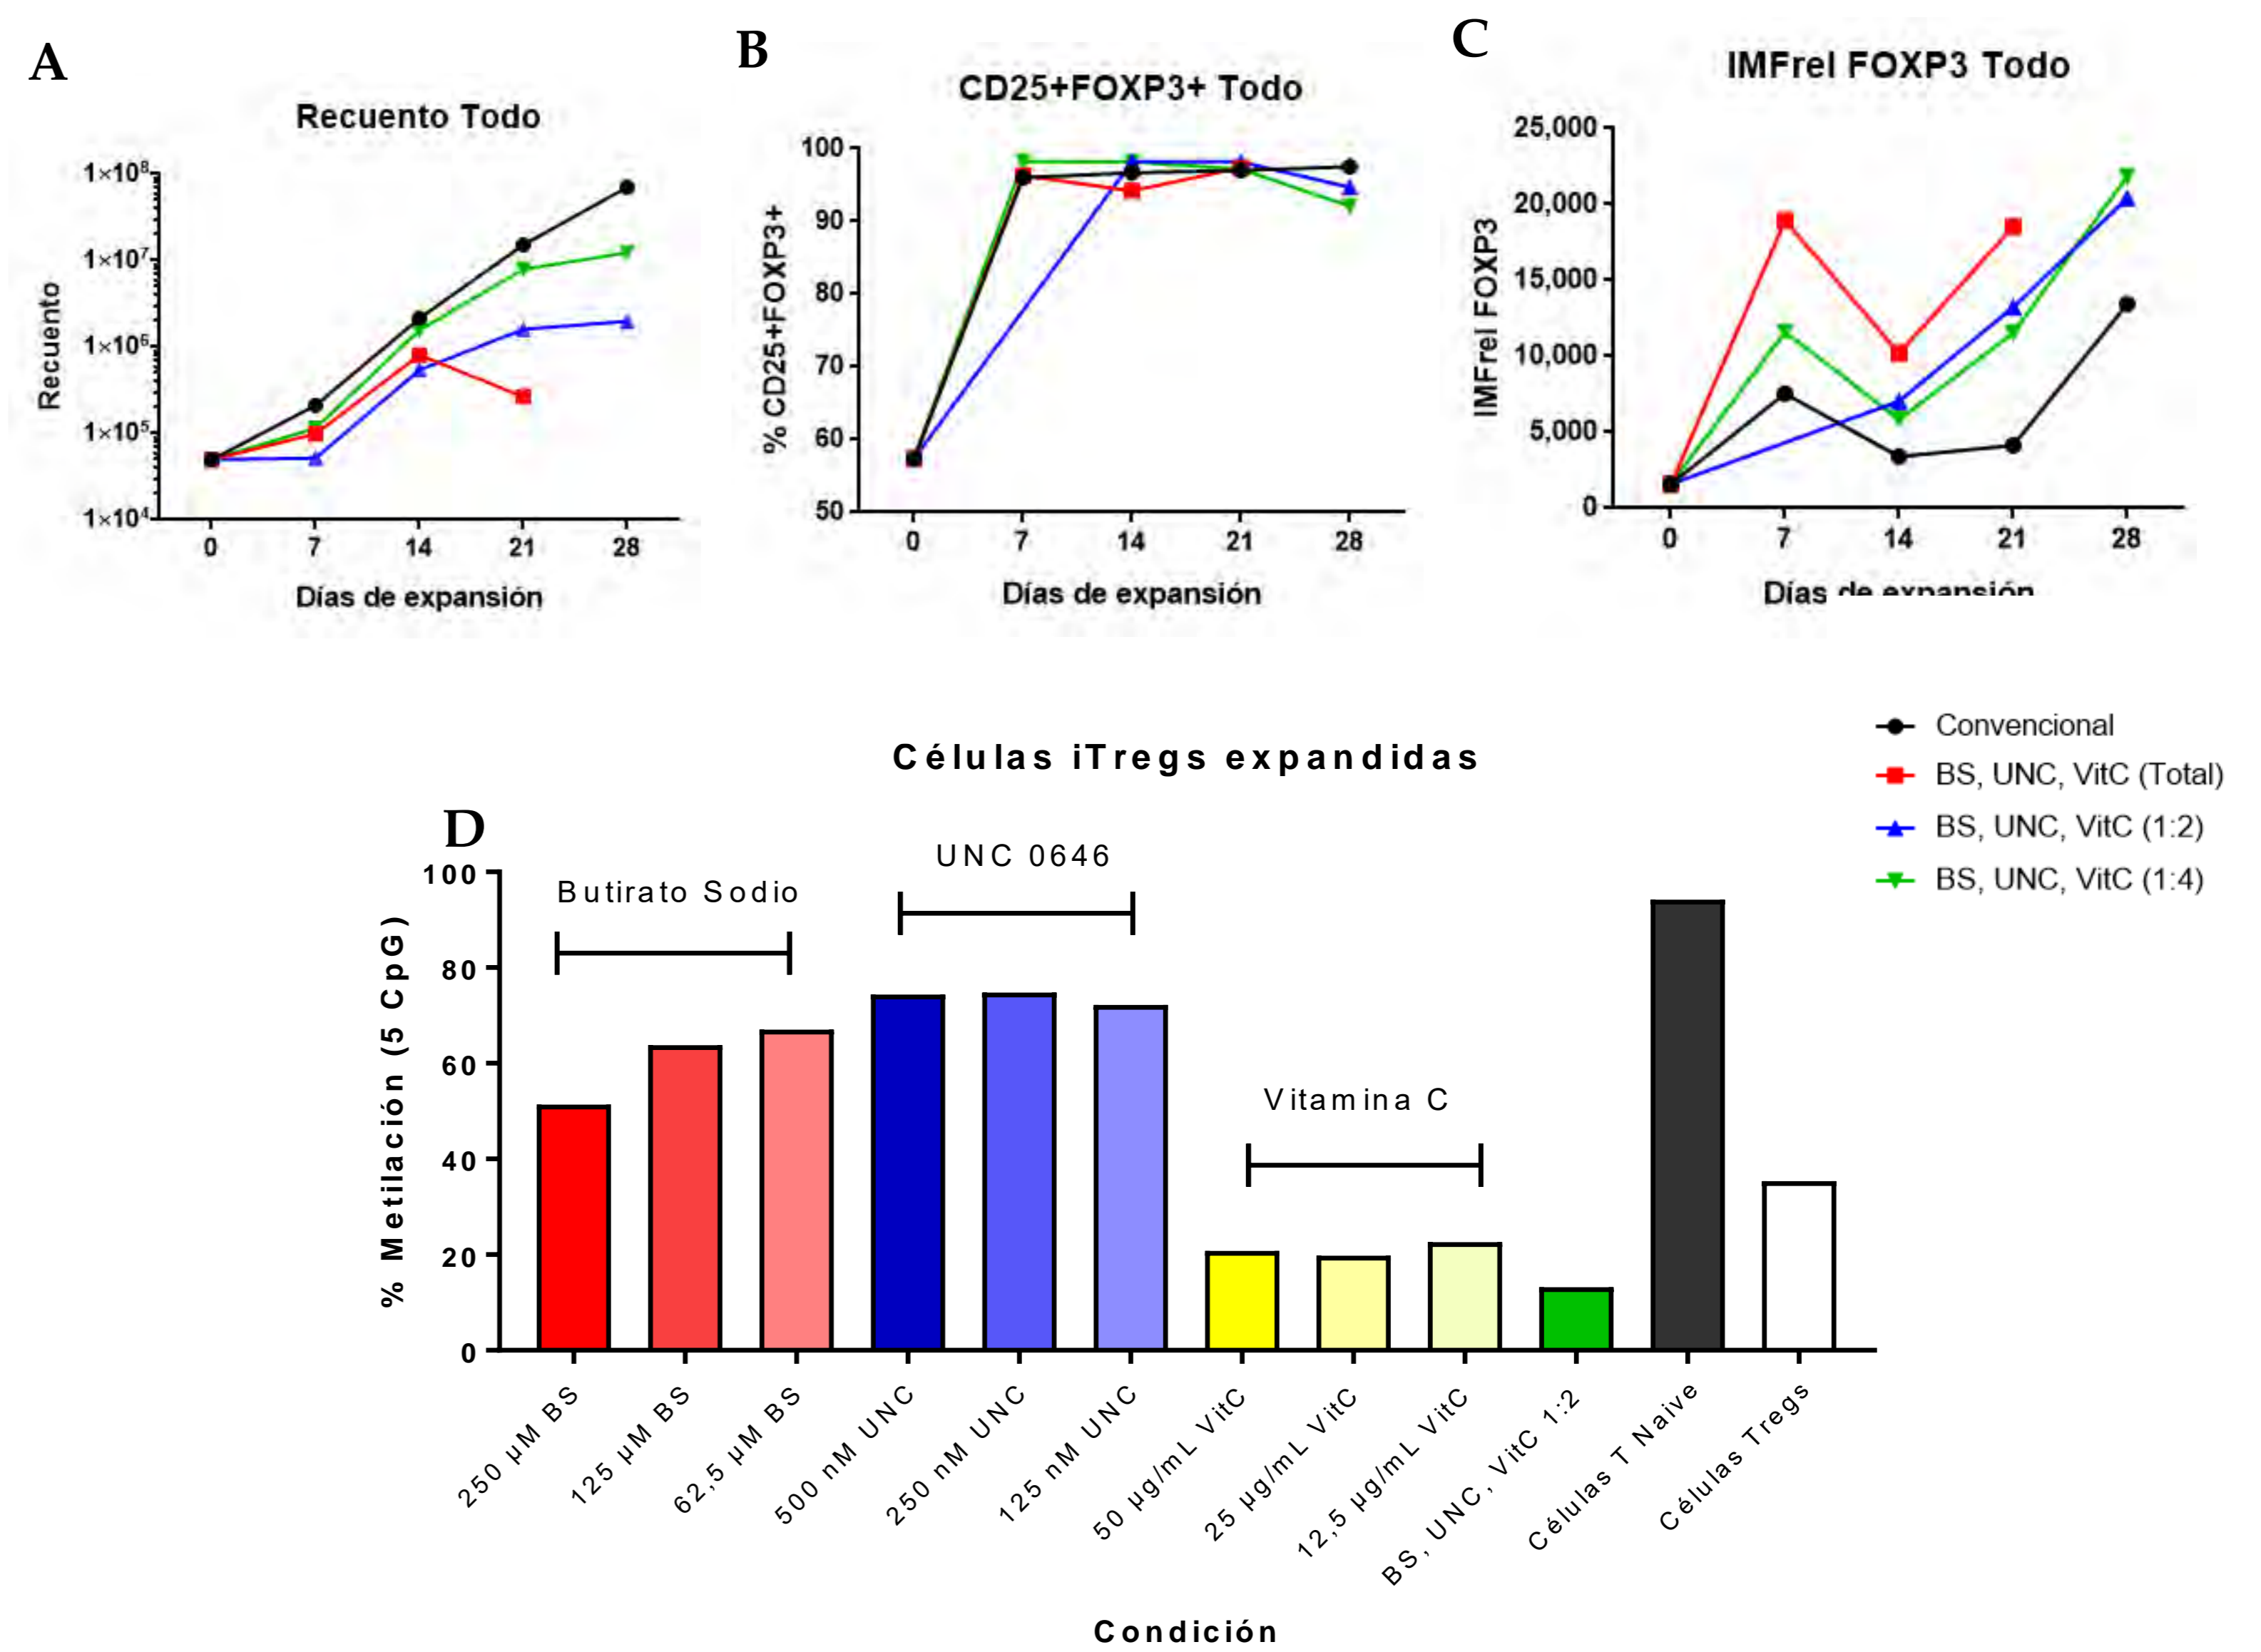 A
Recuento Todo
1×10⁸
1×10⁷
1×10⁶
1×10⁵
1×10⁴
Recuento
0 7 14 21 28
Días de expansión
B
CD25+FOXP3+ Todo
100
90
80
70
60
50
% CD25+FOXP3+
0 7 14 21 28
Días de expansión
C
IMFrel FOXP3 Todo
25,000
20,000
15,000
10,000
5,000
0
IMFrel FOXP3
0 7 14 21 28
Días de expansión
Convencional
BS, UNC, VitC (Total)
BS, UNC, VitC (1:2)
BS, UNC, VitC (1:4)
Células iTregs expandidas
D
100
80
60
40
20
0
% Metilación (5 CpG)
Butirato Sodio
UNC 0646
Vitamina C
250 µM BS
125 µM BS
62,5 µM BS
500 nM UNC
250 nM UNC
125 nM UNC
50 µg/mL VitC
25 µg/mL VitC
12,5 µg/mL VitC
BS, UNC, VitC 1:2
Células T Naive
Células Tregs
Condición